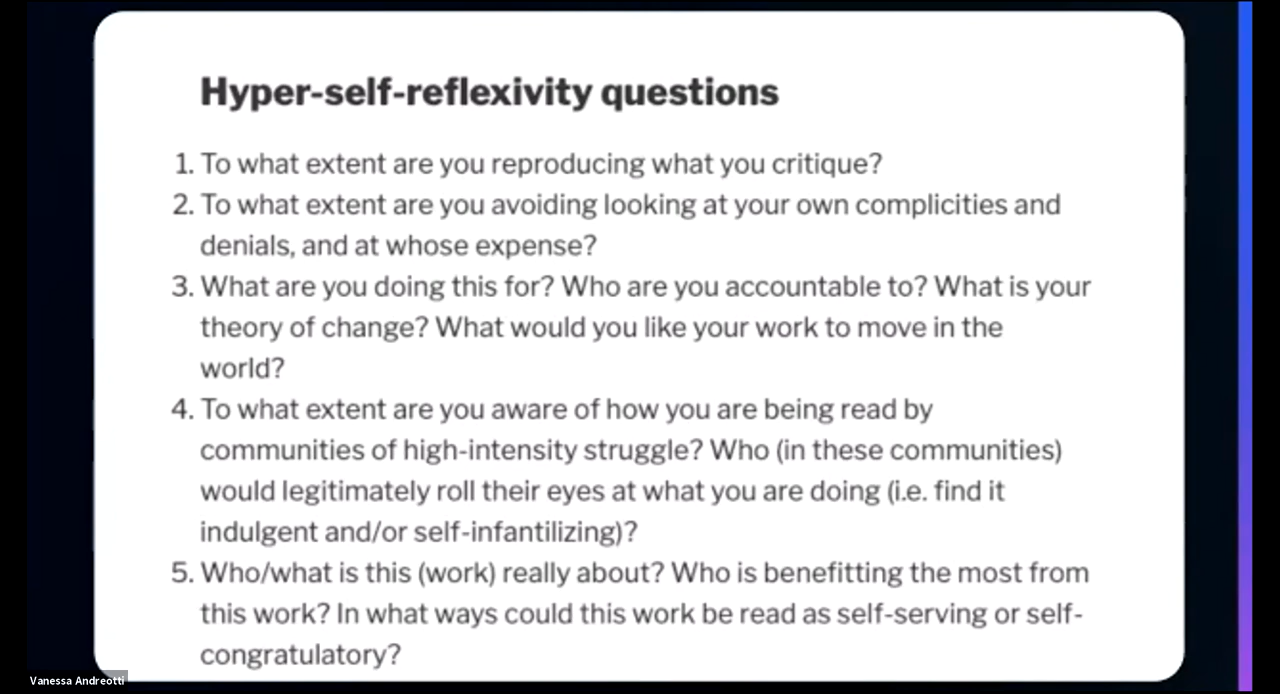 Hyper-self-reflexivity questions
1. To what extent are you reproducing what you critique?
2. To what extent are you avoiding looking at your own complicities and
denials, and at whose expense?
3. What are you doing this for? Who are you accountable to? What is your
theory of change? What would you like your work to move in the
world?
4. To what extent are you aware of how you are being read by
communities of high-intensity struggle? Who (in these communities)
would legitimately roll their eyes at what you are doing (i.e. find it
indulgent and/or self-infantilizing)?
5. Who/what is this (work) really about? Who is benefitting the most from
this work? In what ways could this work be read as self-serving or self-
congratulatory?
Vanessa Andreotti